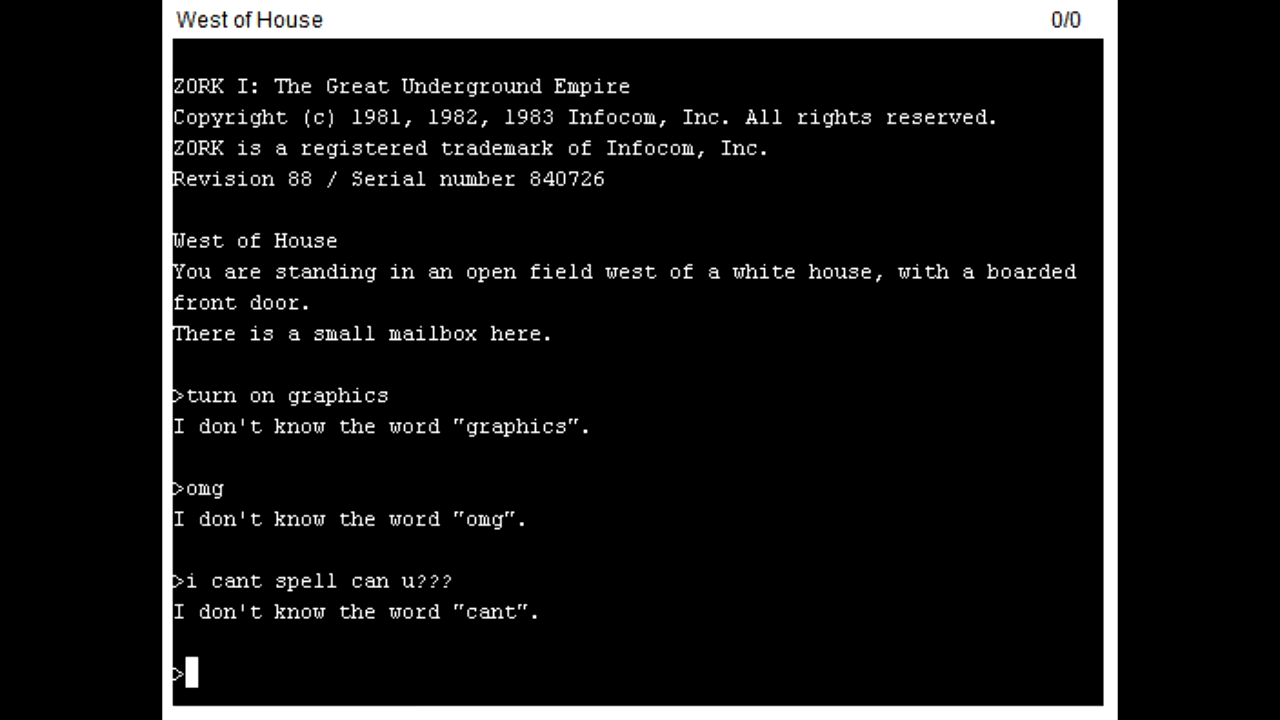 West of House 0/0
ZORK I: The Great Underground Empire
Copyright (c) 1981, 1982, 1983 Infocom, Inc. All rights reserved.
ZORK is a registered trademark of Infocom, Inc.
Revision 88 / Serial number 840726
West of House
You are standing in an open field west of a white house, with a boarded
front door.
There is a small mailbox here.
>turn on graphics
I don't know the word "graphics".
>omg
I don't know the word "omg".
>i cant spell can u???
I don't know the word "cant".
>